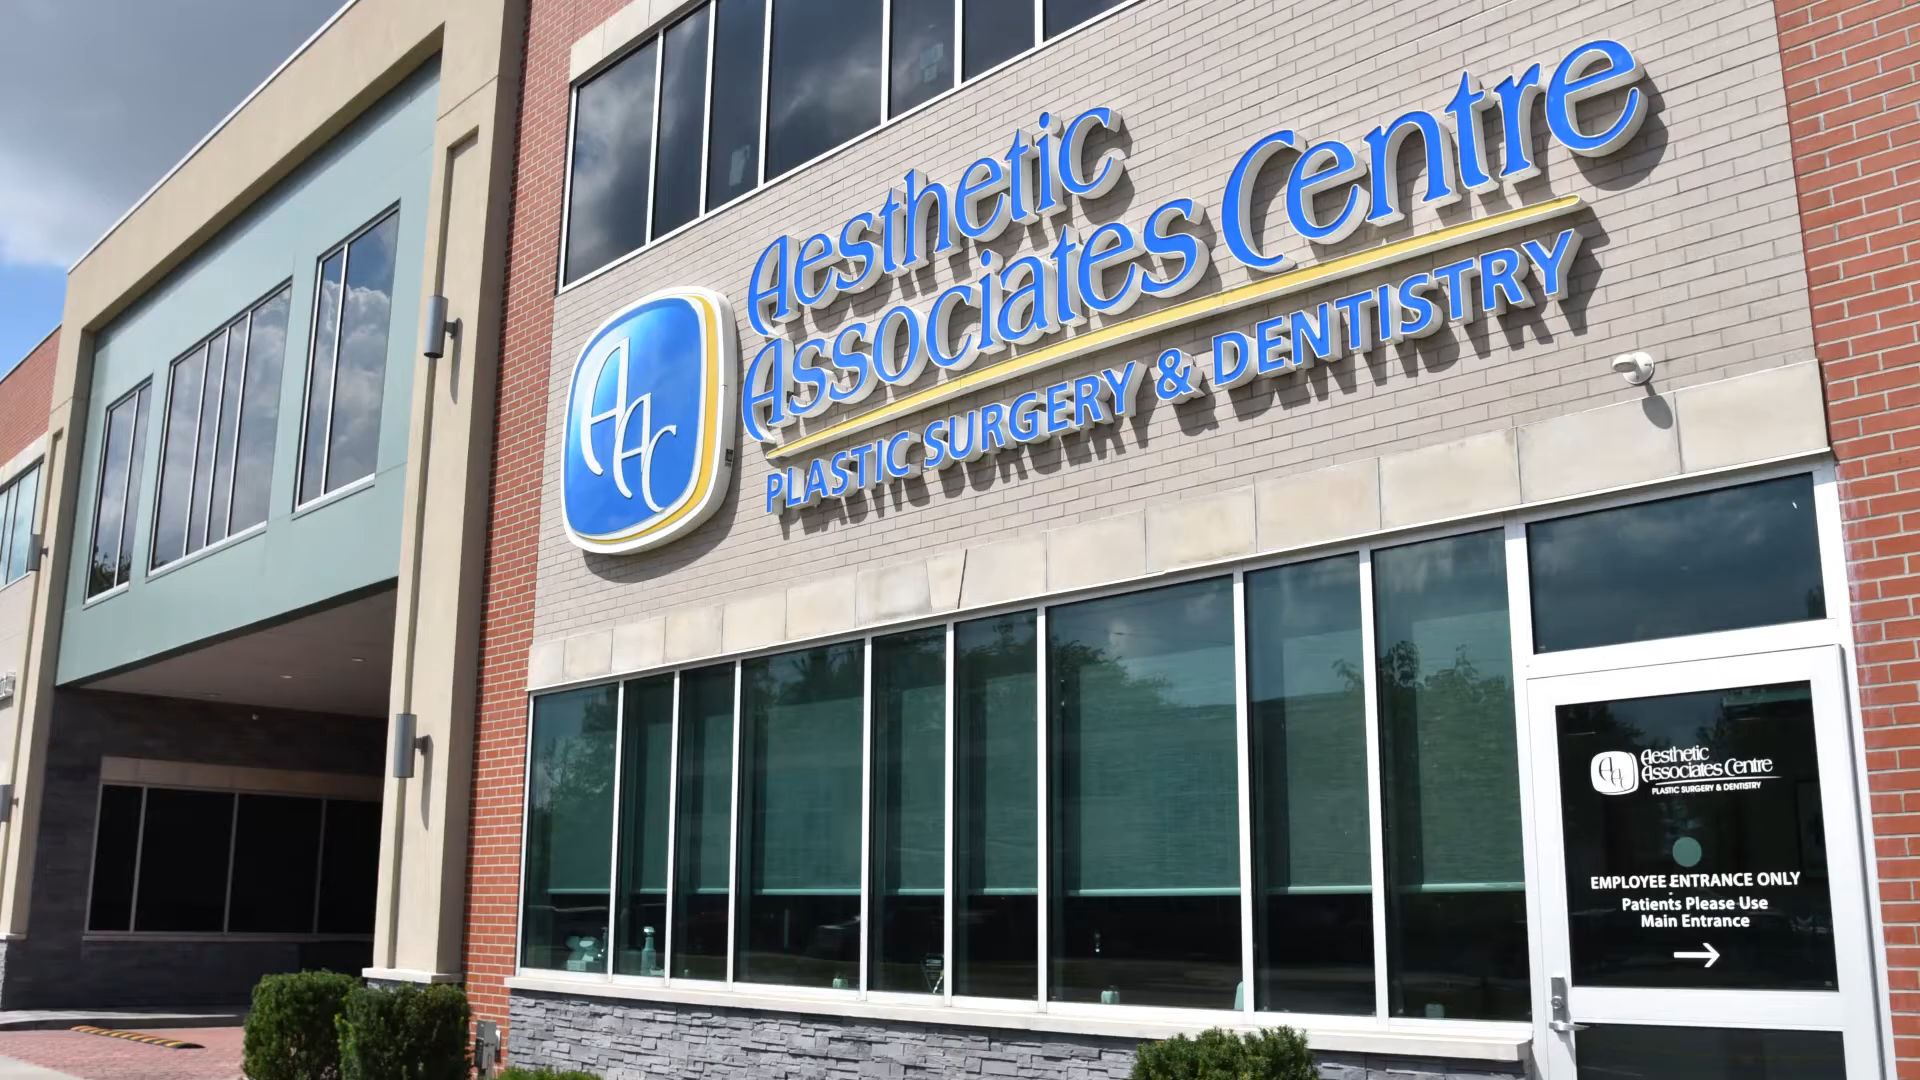 Aesthetic
Associates Centre
PLASTIC SURGERY & DENTISTRY
AAC
Aesthetic
Associates Centre
PLASTIC SURGERY & DENTISTRY
EMPLOYEE ENTRANCE ONLY
Patients Please Use
Main Entrance